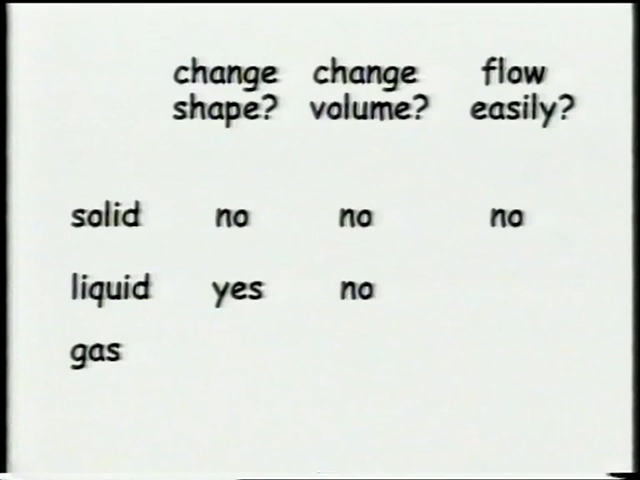 change change flow
shape? volume? easily?
solid no no no
liquid yes no
gas